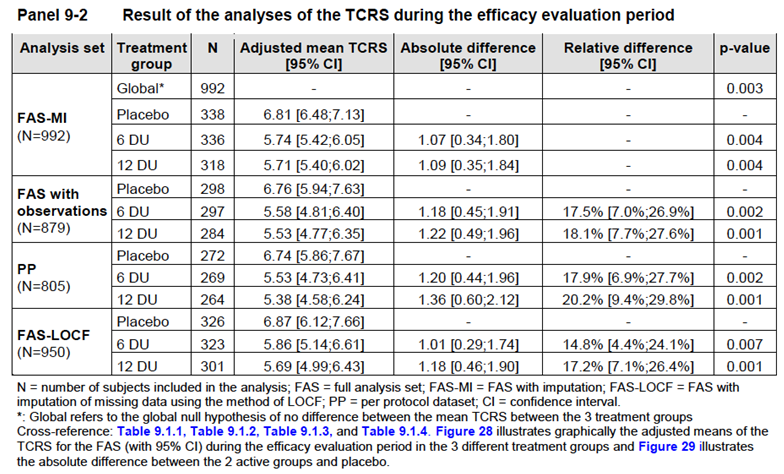 Panel 9-2 Result of the analyses of the TCRS during the efficacy evaluation period
Analysis set Treatment group N Adjusted mean TCRS [95% CI] Absolute difference [95% CI] Relative difference [95% CI] p-value
FAS-MI (N=992) Global* 992 - - - 0.003
Placebo 338 6.81 [6.48;7.13] - - -
6 DU 336 5.74 [5.42;6.05] 1.07 [0.34;1.80] - 0.004
12 DU 318 5.71 [5.40;6.02] 1.09 [0.35;1.84] - 0.004
FAS with observations (N=879) Placebo 298 6.76 [5.94;7.63] - - -
6 DU 297 5.58 [4.81;6.40] 1.18 [0.45;1.91] 17.5% [7.0%;26.9%] 0.002
12 DU 284 5.53 [4.77;6.35] 1.22 [0.49;1.96] 18.1% [7.7%;27.6%] 0.001
PP (N=805) Placebo 272 6.74 [5.86;7.67] - - -
6 DU 269 5.53 [4.73;6.41] 1.20 [0.44;1.96] 17.9% [6.9%;27.7%] 0.002
12 DU 264 5.38 [4.58;6.24] 1.36 [0.60;2.12] 20.2% [9.4%;29.8%] 0.001
FAS-LOCF (N=950) Placebo 326 6.87 [6.12;7.66] - - -
6 DU 323 5.86 [5.14;6.61] 1.01 [0.29;1.74] 14.8% [4.4%;24.1%] 0.007
12 DU 301 5.69 [4.99;6.43] 1.18 [0.46;1.90] 17.2% [7.1%;26.4%] 0.001
N = number of subjects included in the analysis; FAS = full analysis set; FAS-MI = FAS with imputation; FAS-LOCF = FAS with
imputation of missing data using the method of LOCF; PP = per protocol dataset; CI = confidence interval.
*: Global refers to the global null hypothesis of no difference between the mean TCRS between the 3 treatment groups
Cross-reference: Table 9.1.1, Table 9.1.2, Table 9.1.3, and Table 9.1.4. Figure 28 illustrates graphically the adjusted means of the
TCRS for the FAS (with 95% CI) during the efficacy evaluation period in the 3 different treatment groups and Figure 29 illustrates
the absolute difference between the 2 active groups and placebo.